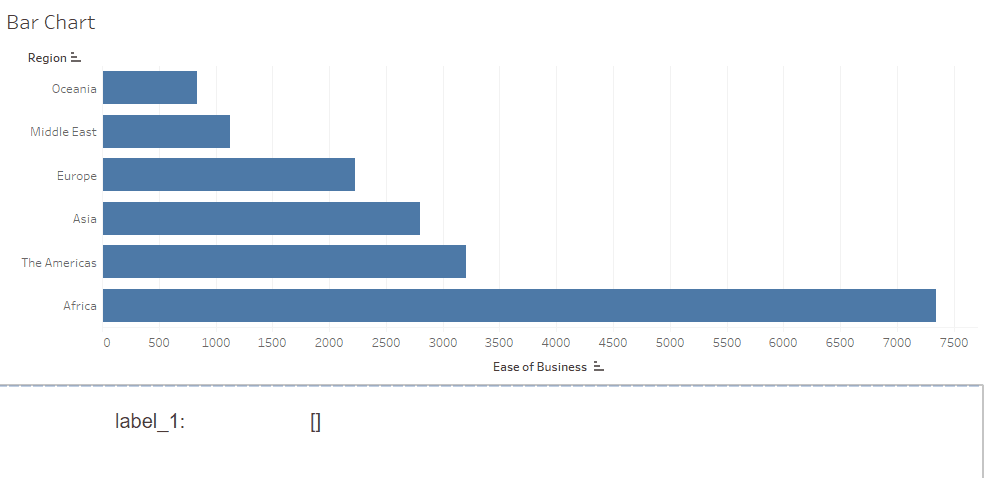 Bar Chart
Region
Oceania
Middle East
Europe
Asia
The Americas
Africa
0 500 1000 1500 2000 2500 3000 3500 4000 4500 5000 5500 6000 6500 7000 7500
Ease of Business
label_1: []